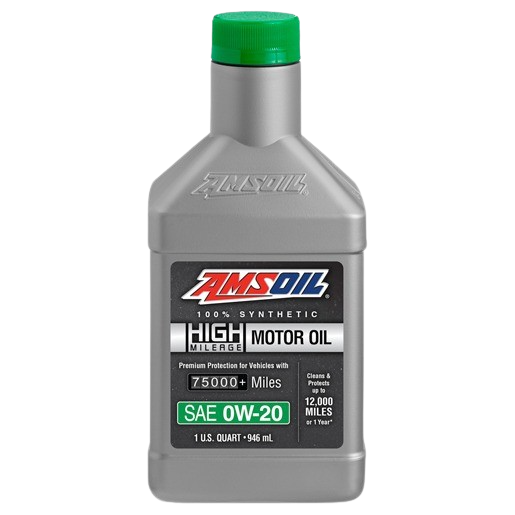 AMSOIL
AMSOIL®
100% SYNTHETIC
HIGH MILEAGE MOTOR OIL
Premium Protection for Vehicles with
75000+ Miles
SAE 0W-20
1 U.S. QUART • 946 mL
Cleans &
Protects
up to
12,000
MILES
or 1 Year*